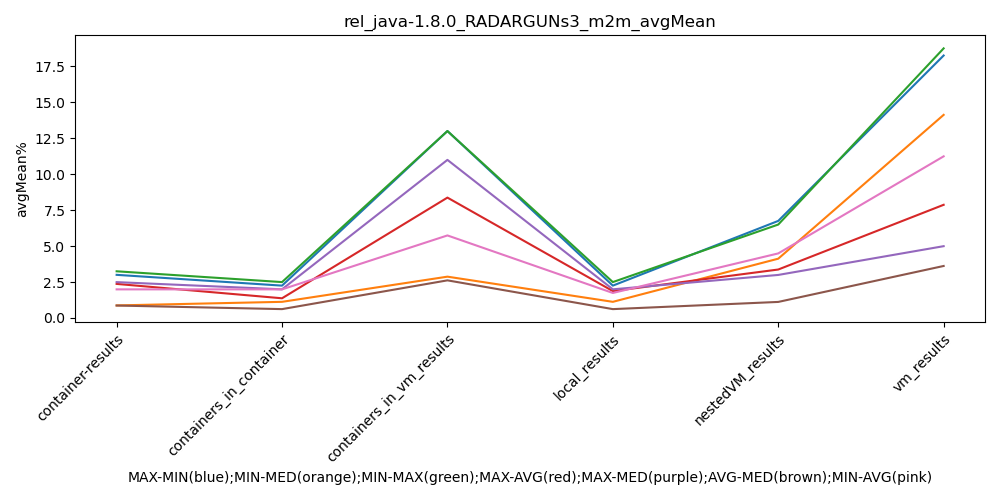 rel_java-1.8.0_RADARGUNs3_m2m_avgMean
avgMean%
17.5
15.0
12.5
10.0
7.5
5.0
2.5
0.0
container-results
containers_in_container
containers_in_vm_results
local_results
nestedVM_results
vm_results
MAX-MIN(blue);MIN-MED(orange);MIN-MAX(green);MAX-AVG(red);MAX-MED(purple);AVG-MED(brown);MIN-AVG(pink)